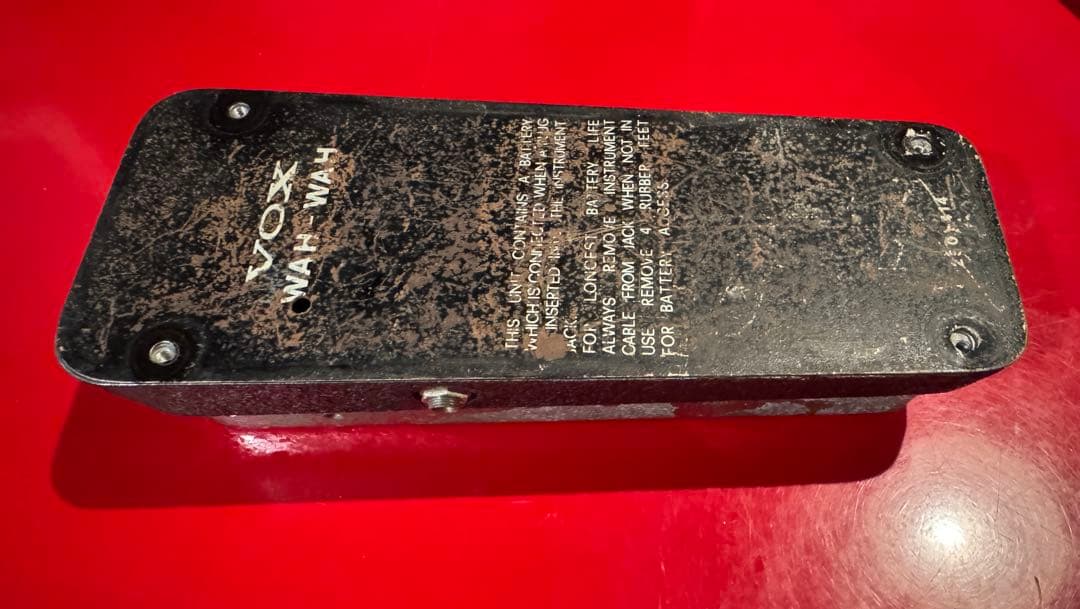 VOX
WAH-WAH
THIS UNIT CONTAINS A BATTERY
WHICH IS CONNECTED WHEN A PLUG
INSERTED INTO THE INSTRUMENT
JACK.
FOR LONGEST BATTERY LIFE
ALWAYS REMOVE INSTRUMENT
CABLE FROM JACK WHEN NOT IN
USE REMOVE 4 RUBBER FEET
FOR BATTERY ACCESS.